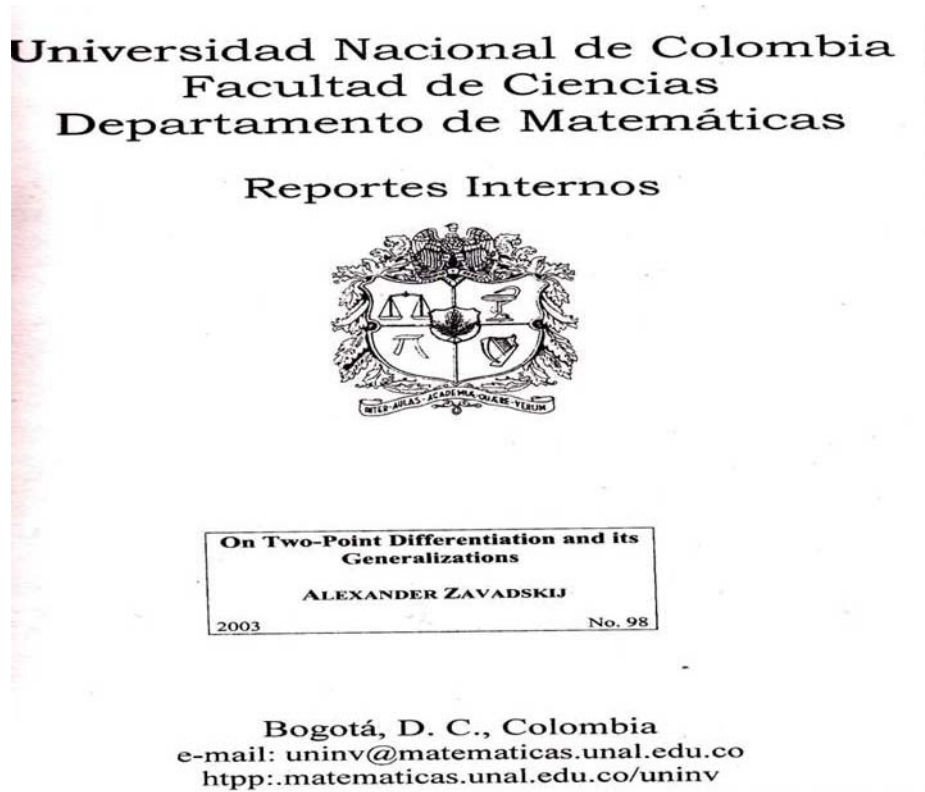 Universidad Nacional de Colombia
Facultad de Ciencias
Departamento de Matemáticas
Reportes Internos
INTER·AULAS·ACADEMIÆ·QUÆRE·VERUM
On Two-Point Differentiation and its
Generalizations
ALEXANDER ZAVADSKIJ
2003 No. 98
Bogotá, D. C., Colombia
e-mail: uninv@matematicas.unal.edu.co
htpp:.matematicas.unal.edu.co/uninv